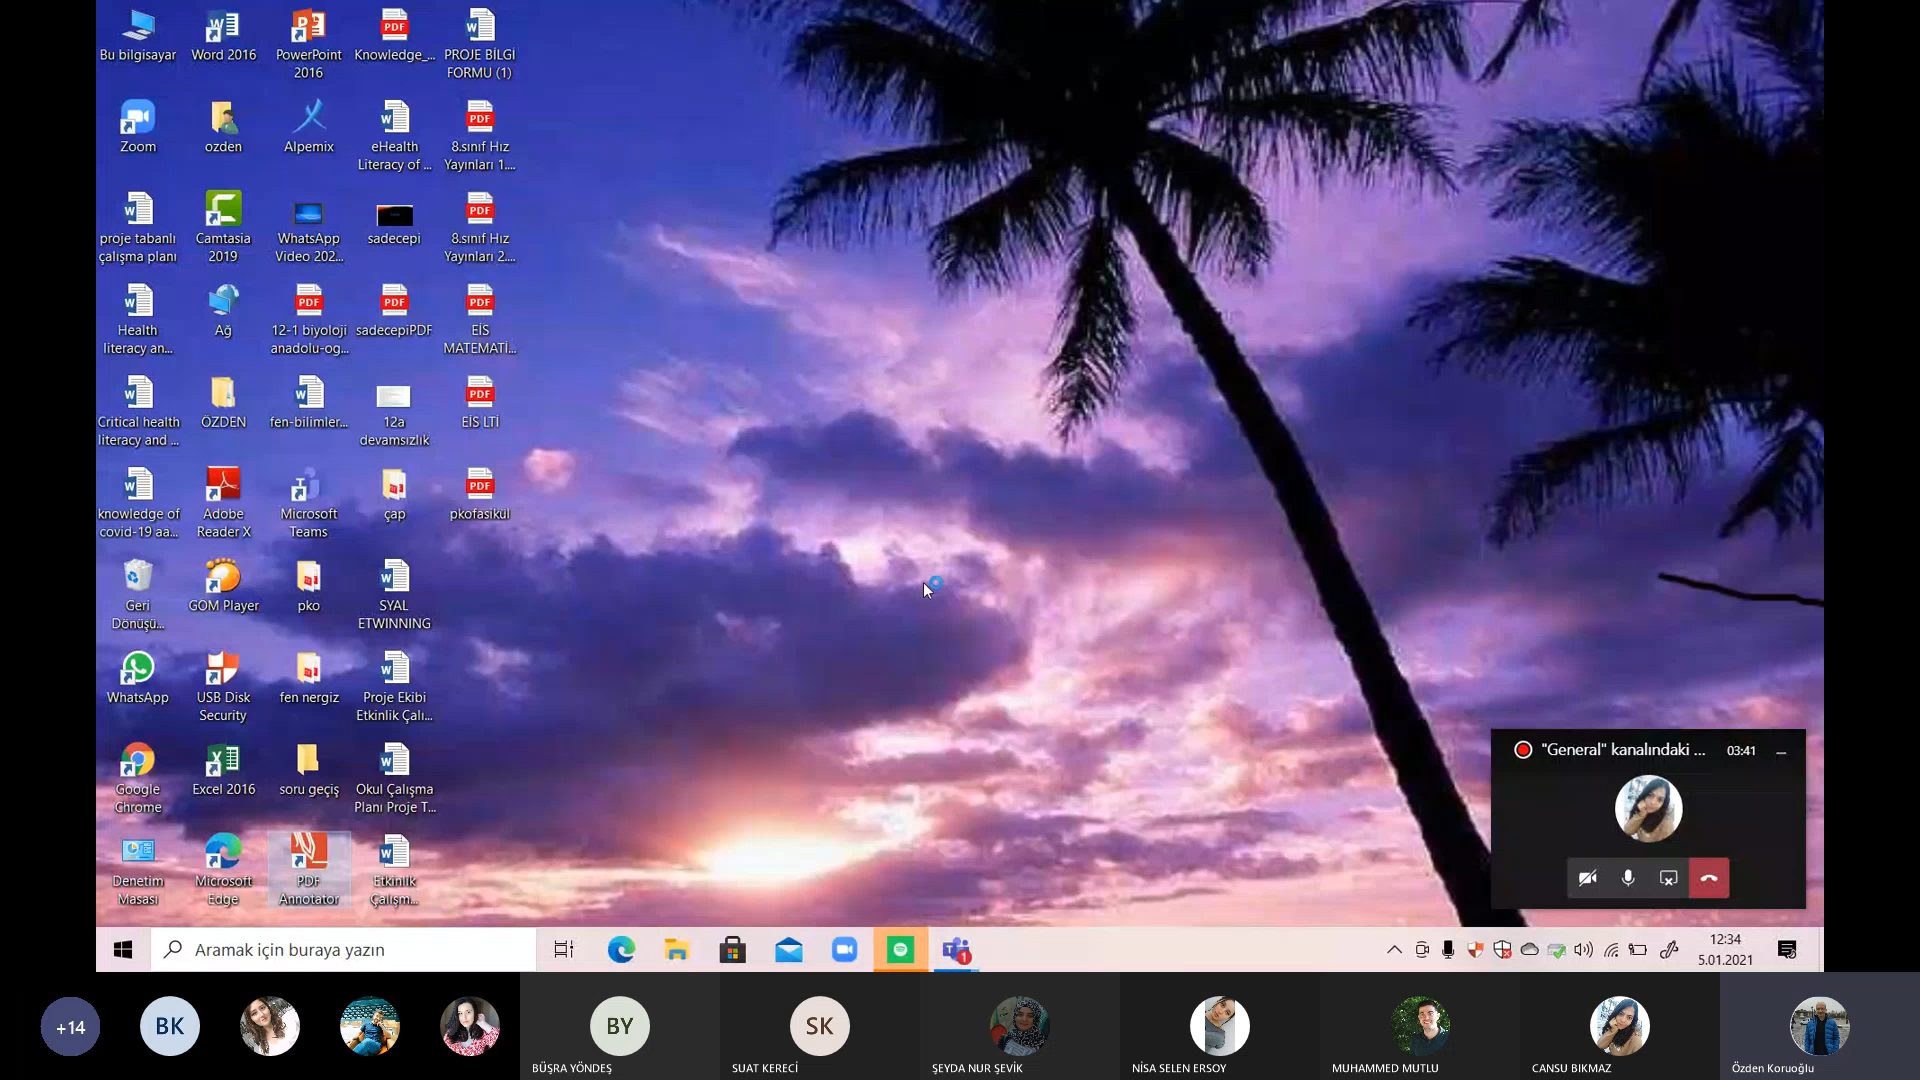 Bu bilgisayar
Word 2016
PowerPoint
2016
Knowledge_...
PROJE BİLGİ
FORMU (1)
Zoom
ozden
Alpemix
eHealth
Literacy of ...
8.sınıf Hız
Yayınları 1....
proje tabanlı
çalışma planı
Camtasia
2019
WhatsApp
Video 202...
sadecepi
8.sınıf Hız
Yayınları 2....
Health
literacy an...
Ağ
12-1 biyoloji
anadolu-og...
sadecepiPDF
EİS
MATEMATİ...
Critical health
literacy and ...
ÖZDEN
fen-bilimler...
12a
devamsızlık
EİS LTİ
knowledge of
covid-19 aa...
Adobe
Reader X
Microsoft
Teams
çap
pkofasikül
Geri
Dönüşü...
GOM Player
pko
SYAL
ETWINNING
WhatsApp
USB Disk
Security
fen nergiz
Proje Ekibi
Etkinlik Çalı...
Google
Chrome
Excel 2016
soru geçiş
Okul Çalışma
Planı Proje T...
Denetim
Masası
Microsoft
Edge
PDF
Annotator
Etkinlik
Çalışm...
"General" kanalındaki ... 03:41
Aramak için buraya yazın
1
12:34
5.01.2021
+14
BK
BY
BÜŞRA YÖNDEŞ
SK
SUAT KERECİ
ŞEYDA NUR ŞEVİK
NİSA SELEN ERSOY
MUHAMMED MUTLU
CANSU BIKMAZ
Özden Koruoğlu